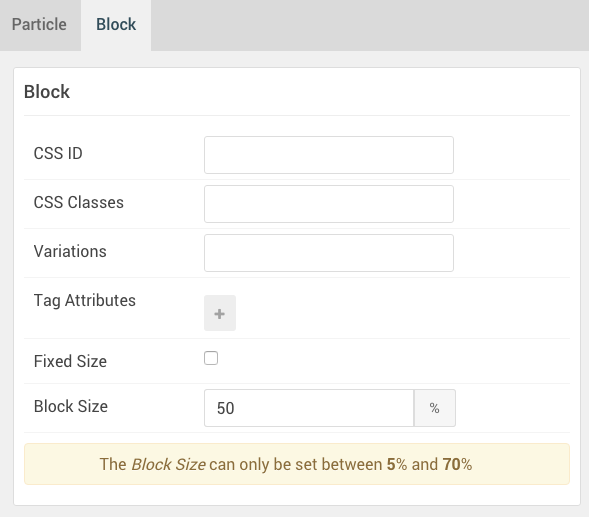 Particle Block
Block
CSS ID
CSS Classes
Variations
Tag Attributes
+
Fixed Size
Block Size 50 %
The Block Size can only be set between 5% and 70%